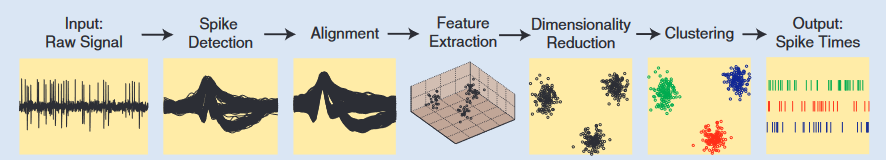 Input:
Raw Signal
Spike
Detection
Alignment
Feature
Extraction
Dimensionality
Reduction
Clustering
Output:
Spike Times